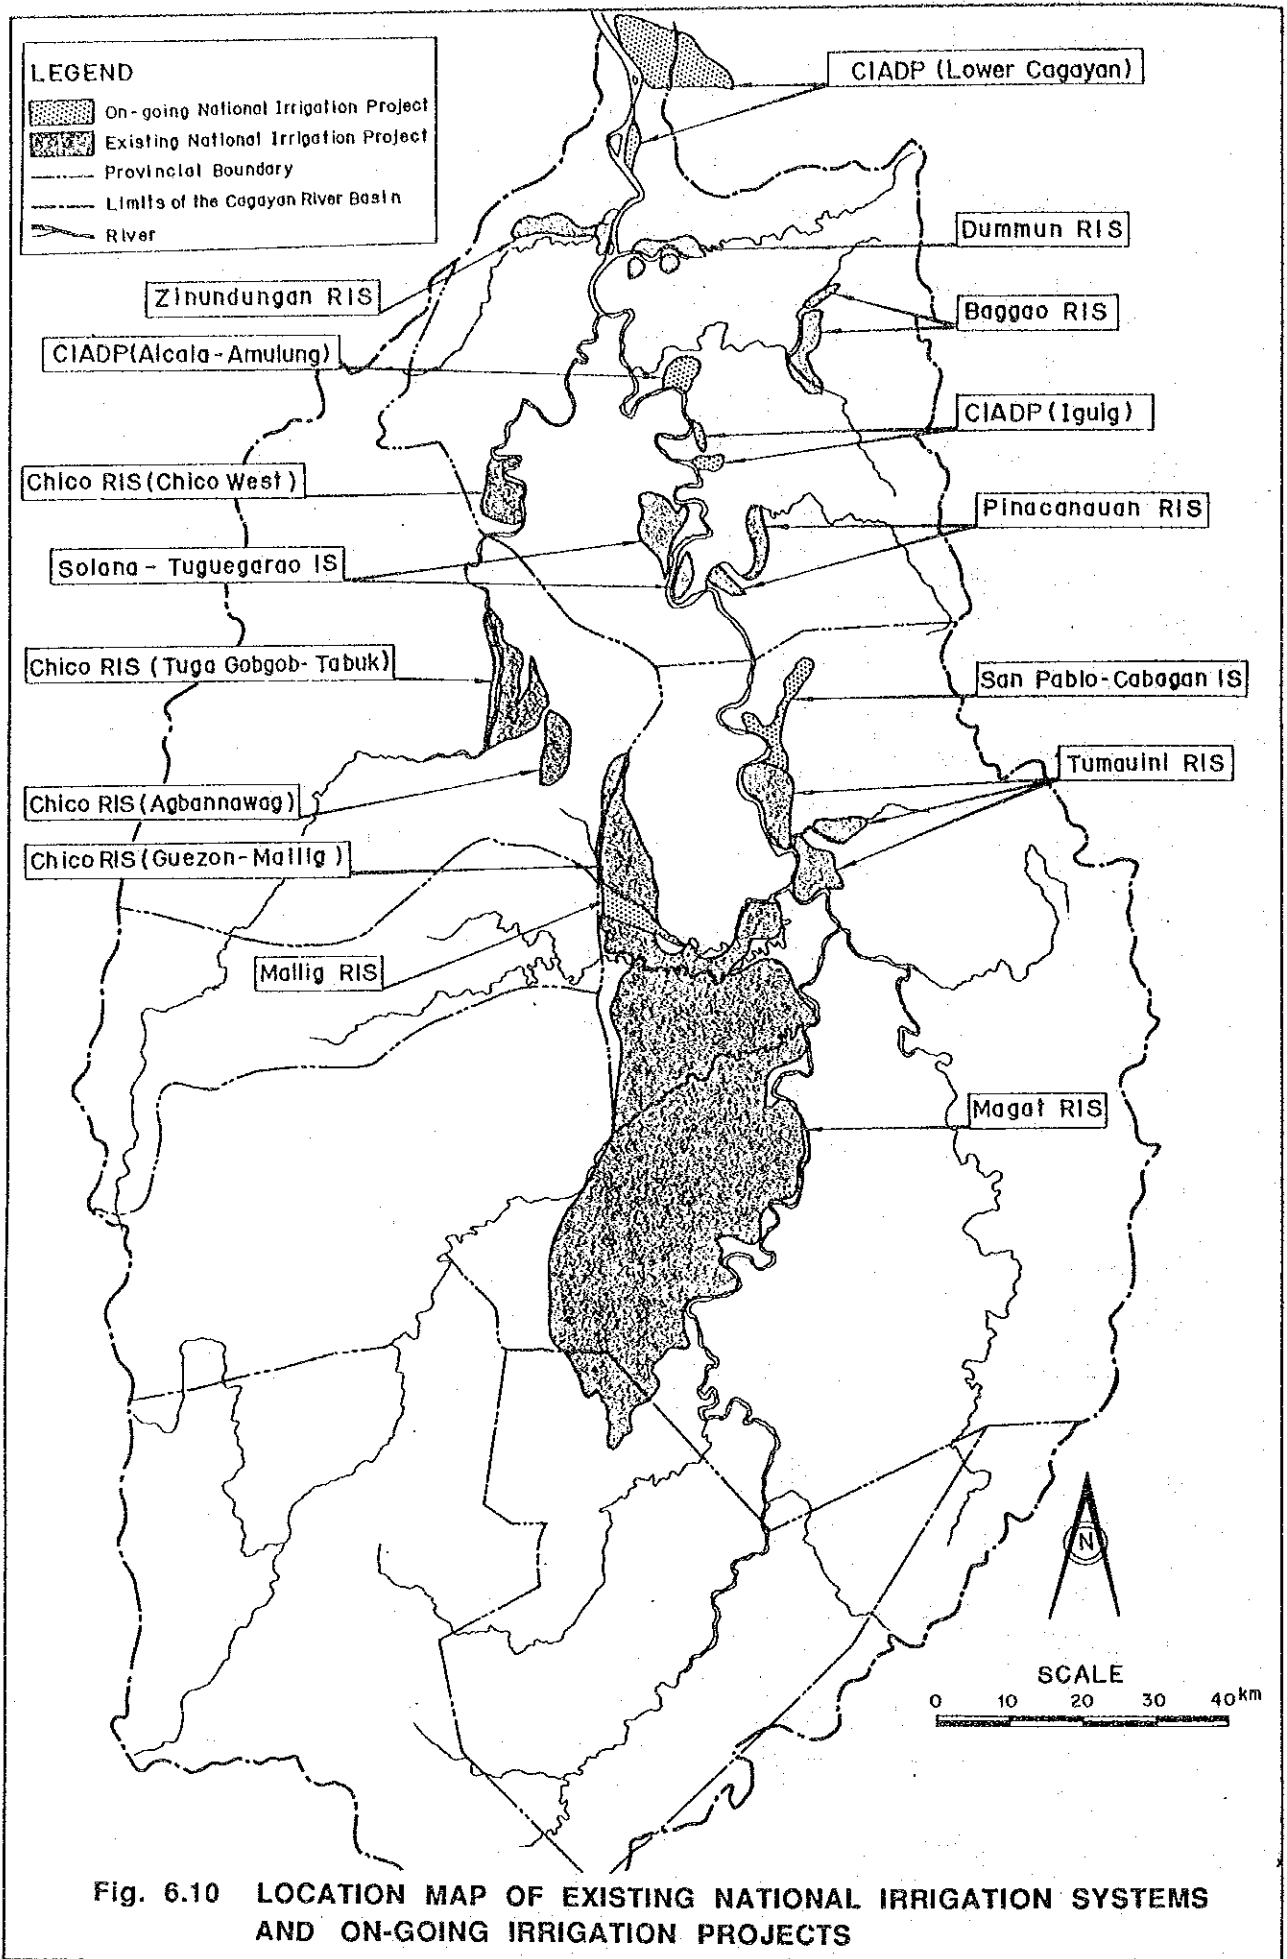 LEGEND
On-going National Irrigation Project
Existing National Irrigation Project
Provincial Boundary
Limits of the Cagayan River Basin
River
CIADP (Lower Cagayan)
Dummun RIS
Zinundungan RIS
Baggao RIS
CIADP(Alcala-Amulung)
CIADP (Iguig)
Chico RIS (Chico West)
Pinacanauan RIS
Solana - Tuguegarao IS
Chico RIS (Tuga Gobgob-Tabuk)
San Pablo-Cabagan IS
Tumauini RIS
Chico RIS (Agbannawag)
Chico RIS (Guezon-Mallig)
Mallig RIS
Magat RIS
N
SCALE
0 10 20 30 40 km
Fig. 6.10 LOCATION MAP OF EXISTING NATIONAL IRRIGATION SYSTEMS
AND ON-GOING IRRIGATION PROJECTS